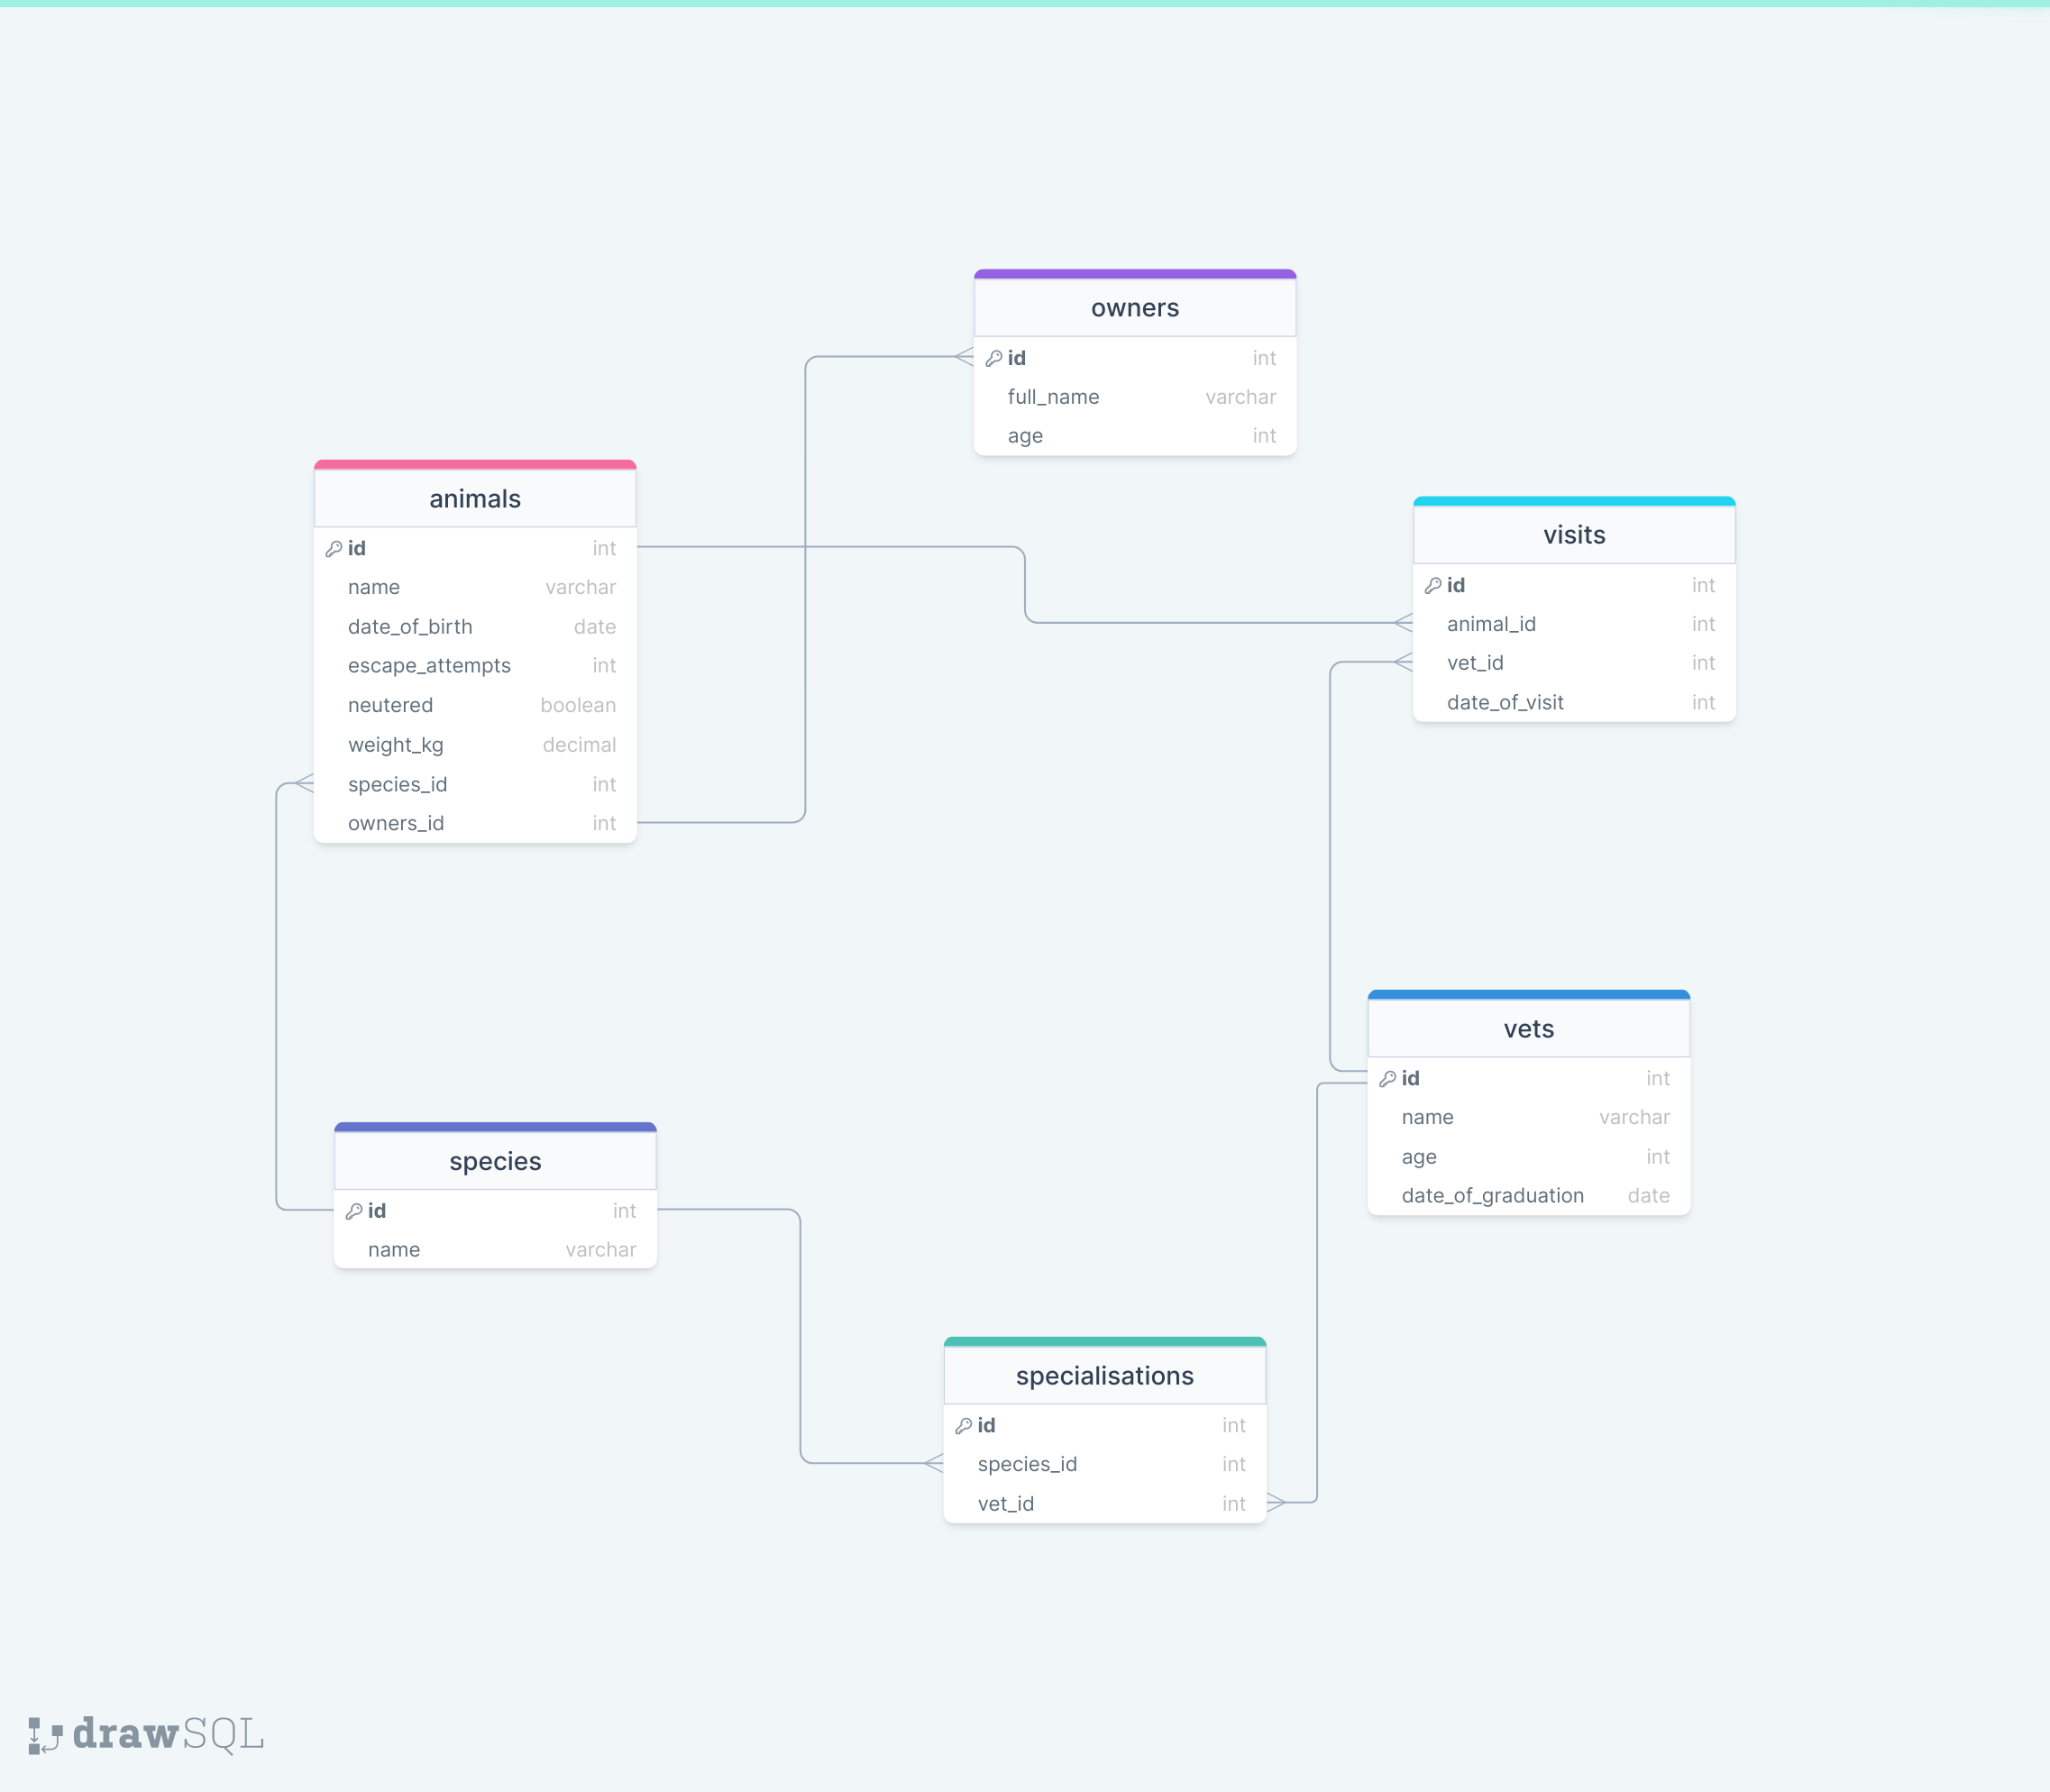 owners
id int
full_name varchar
age int
animals
id int
name varchar
date_of_birth date
escape_attempts int
neutered boolean
weight_kg decimal
species_id int
owners_id int
visits
id int
animal_id int
vet_id int
date_of_visit int
vets
id int
name varchar
age int
date_of_graduation date
species
id int
name varchar
specialisations
id int
species_id int
vet_id int
drawSQL